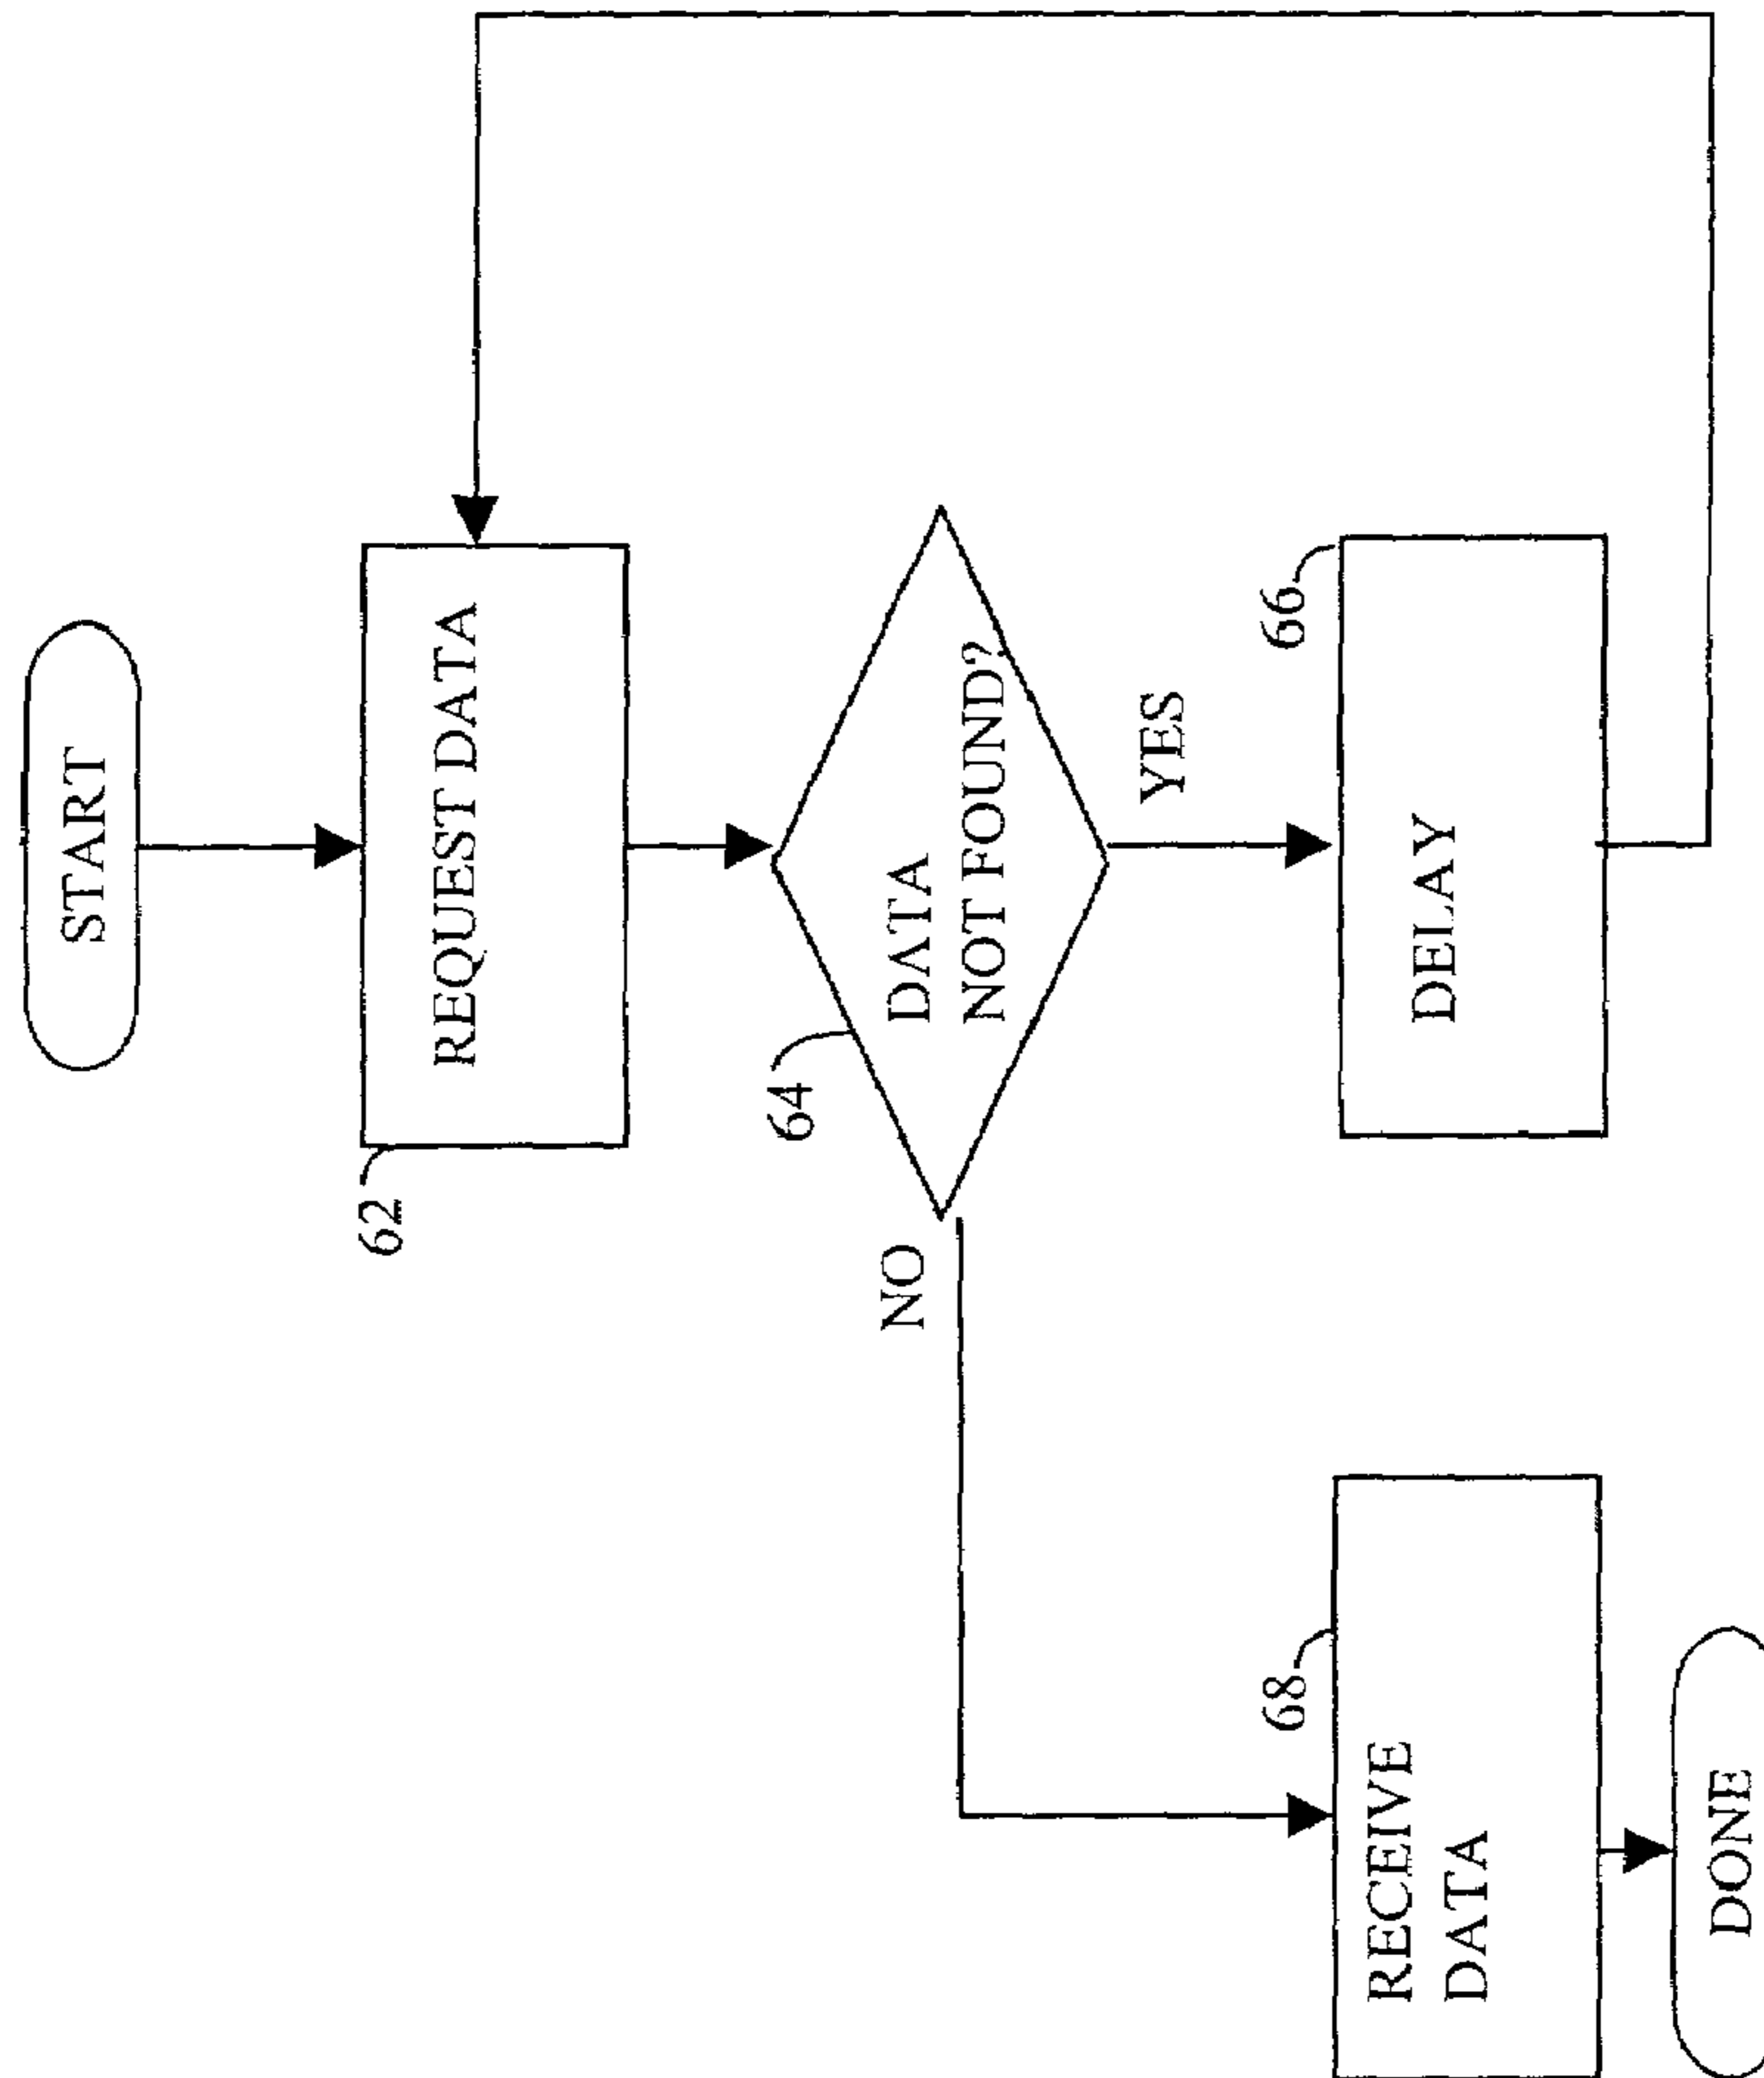 START
REQUEST DATA
62
64
DATA
NOT FOUND?
NO
YES
66
DELAY
68
RECEIVE
DATA
DONE